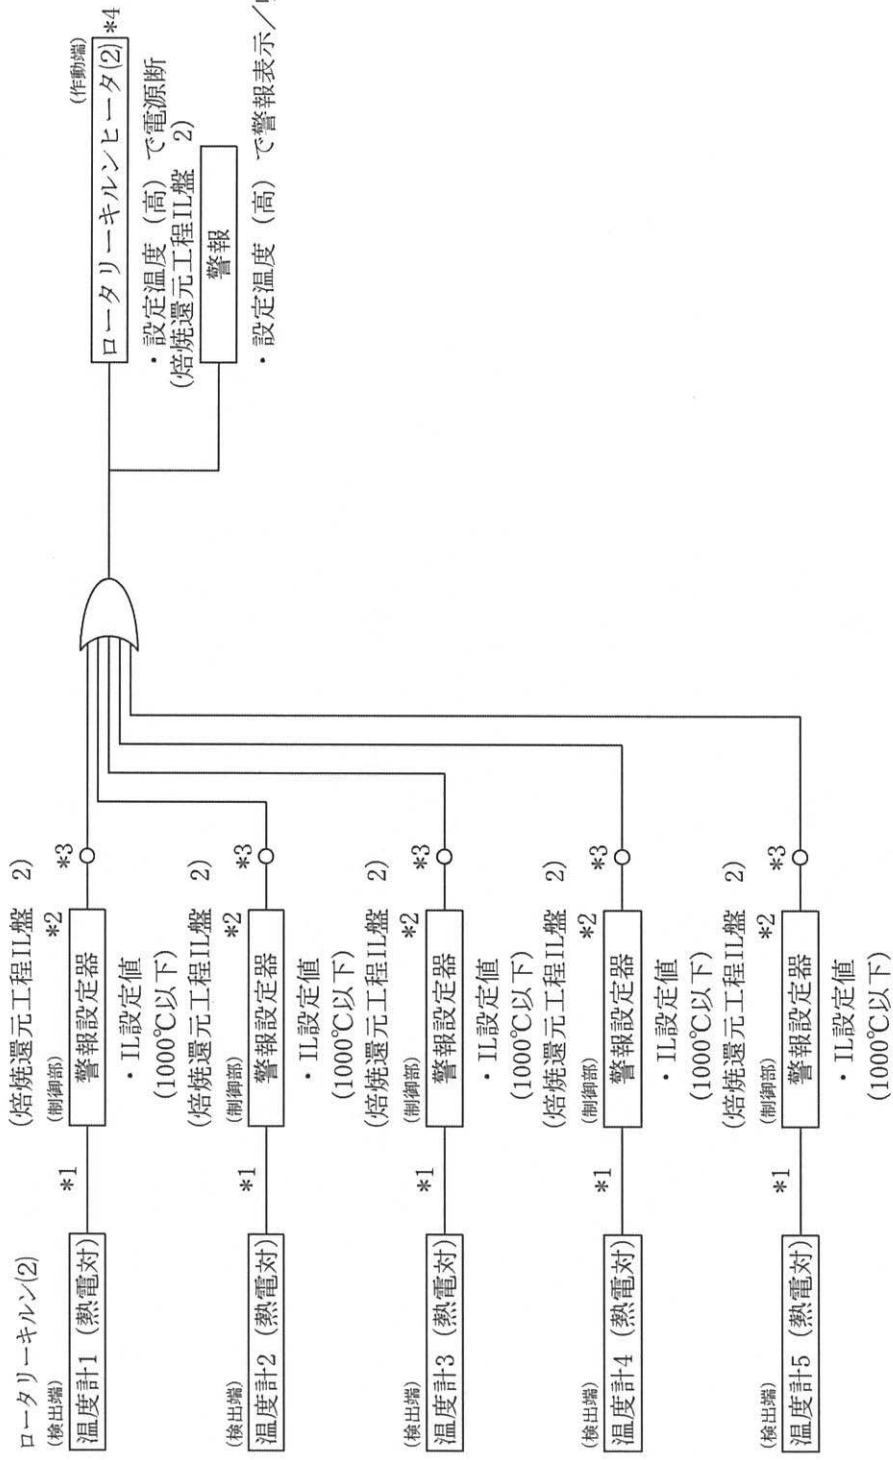 ロータリーキルン(2)
(検出端)
温度計1 (熱電対)
*1
(焙焼還元工程IL盤 2)
(制御部)
*2
警報設定器
・IL設定値
(1000℃以下)
*3
(検出端)
温度計2 (熱電対)
*1
(焙焼還元工程IL盤 2)
(制御部)
*2
警報設定器
・IL設定値
(1000℃以下)
*3
(検出端)
温度計3 (熱電対)
*1
(焙焼還元工程IL盤 2)
(制御部)
*2
警報設定器
・IL設定値
(1000℃以下)
*3
(検出端)
温度計4 (熱電対)
*1
(焙焼還元工程IL盤 2)
(制御部)
*2
警報設定器
・IL設定値
(1000℃以下)
*3
(検出端)
温度計5 (熱電対)
*1
(焙焼還元工程IL盤 2)
(制御部)
*2
警報設定器
・IL設定値
(1000℃以下)
*3
(作動端)
ロータリーキルンヒータ(2)
*4
・設定温度 (高) で電源断
(焙焼還元工程IL盤 2)
警報
・設定温度 (高) で警報表示/